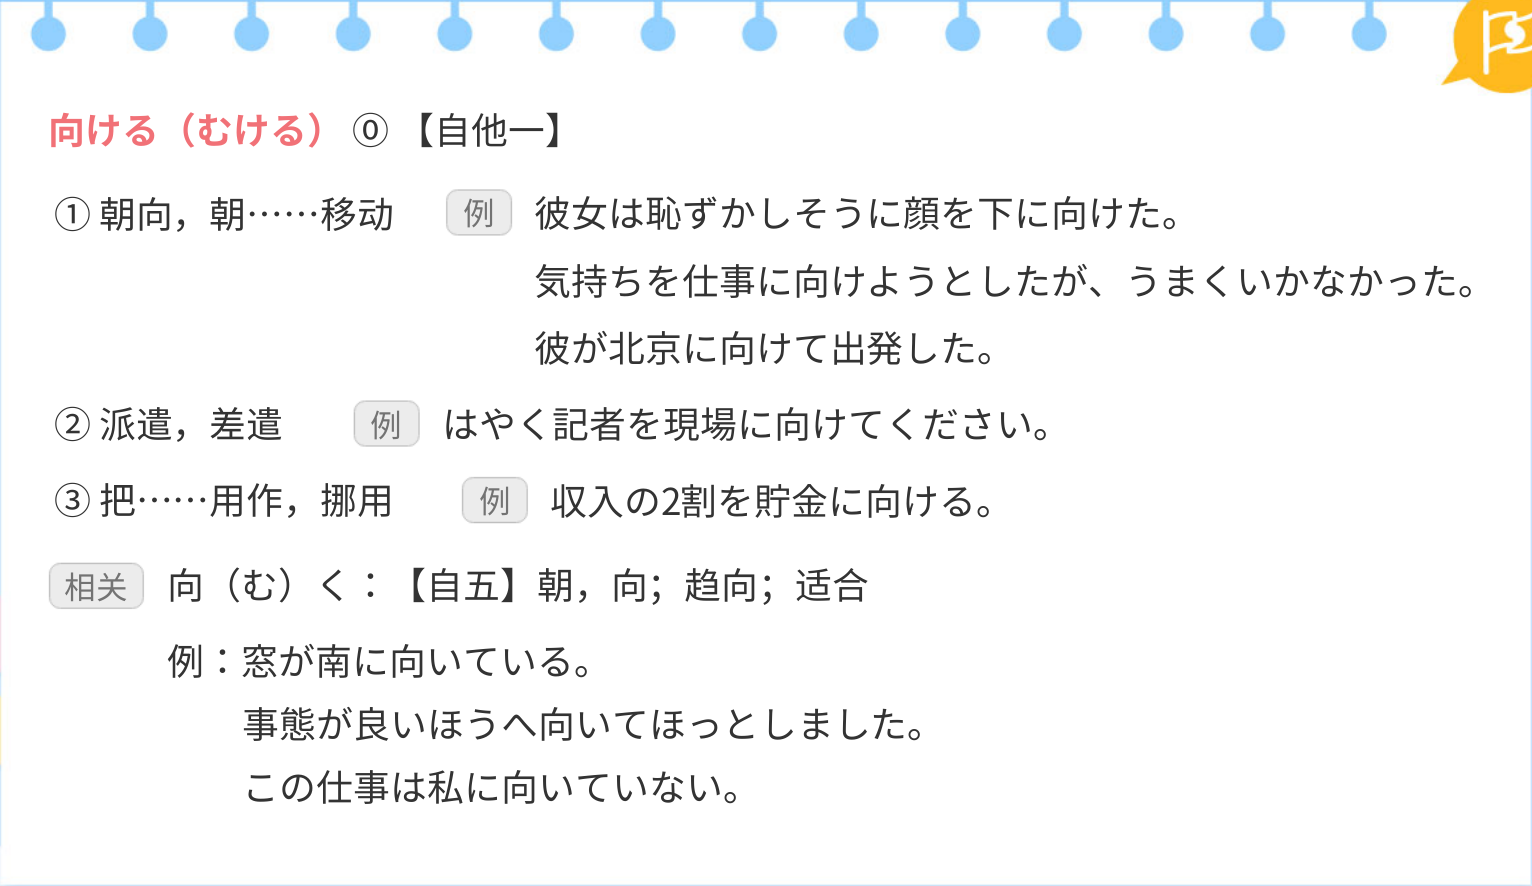 向ける（むける） ⓪ 【自他一】
① 朝向，朝……移动 例 彼女は恥ずかしそうに顔を下に向けた。
気持ちを仕事に向けようとしたが、うまくいかなかった。
彼が北京に向けて出発した。
② 派遣，差遣 例 はやく記者を現場に向けてください。
③ 把……用作，挪用 例 収入の2割を貯金に向ける。
相关 向（む）く：【自五】朝，向；趋向；适合
例：窓が南に向いている。
事態が良いほうへ向いてほっとしました。
この仕事は私に向いていない。